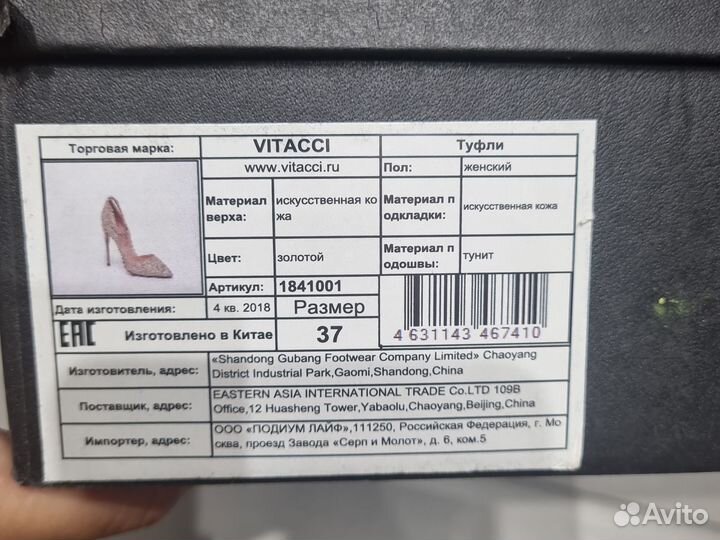 Торговая марка: VITACCI Туфли
www.vitacci.ru Пол: женский
Материал верха: искусственная ко
жа
Материал п
одкладки: искусственная кожа
Цвет: золотой
Материал п
одошвы: тунит
Артикул: 1841001
Дата изготовления: 4 кв. 2018 Размер
EAC Изготовлено в Китае 37
4 631143 467410
Изготовитель, адрес: «Shandong Gubang Footwear Company Limited» Chaoyang
District Industrial Park,Gaomi,Shandong,China
Поставщик, адрес: EASTERN ASIA INTERNATIONAL TRADE Co.LTD 109B
Office,12 Huasheng Tower,Yabaolu,Chaoyang,Beijing,China
Импортер, адрес: ООО «ПОДИУМ ЛАЙФ»,111250, Российская Федерация, г. Мо
сква, проезд Завода «Серп и Молот», д. 6, ком.5
Avito